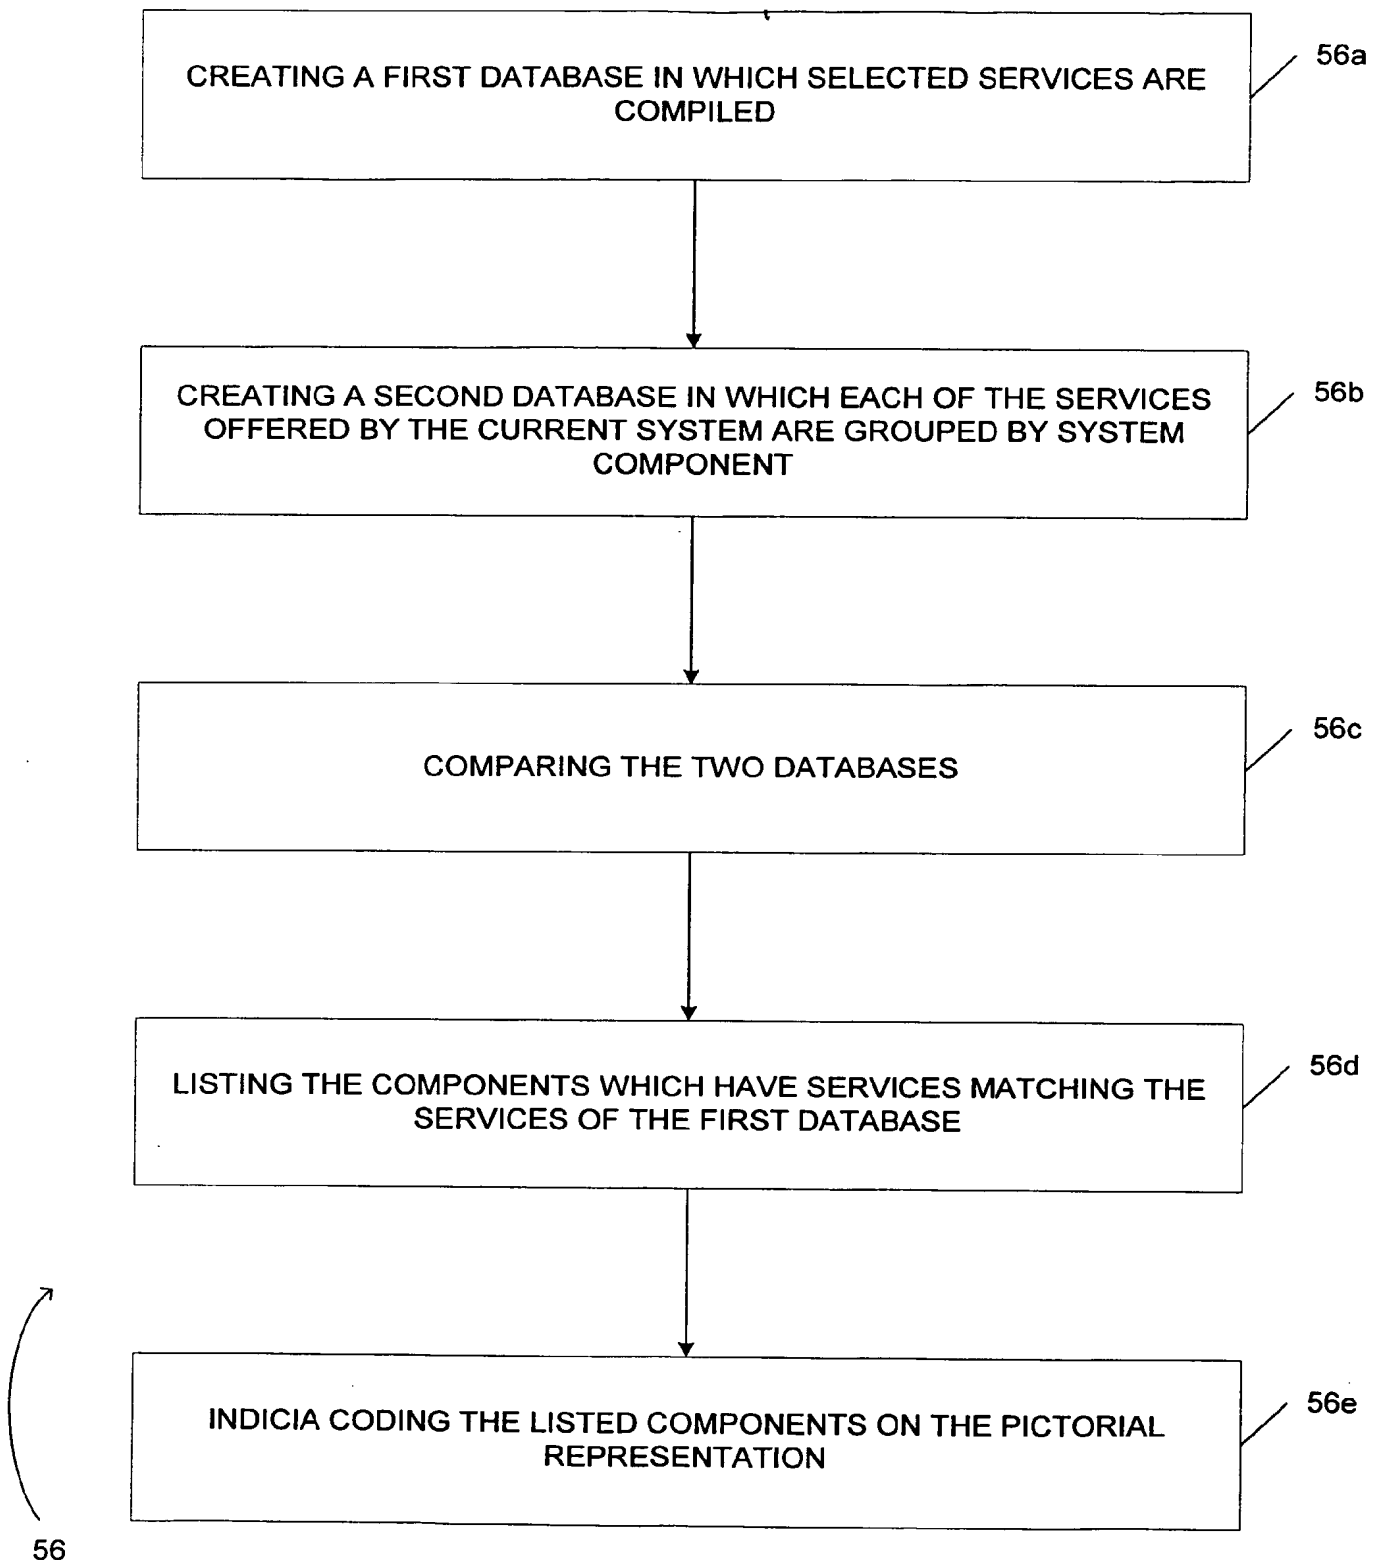 CREATING A FIRST DATABASE IN WHICH SELECTED SERVICES ARE
COMPILED
56a
CREATING A SECOND DATABASE IN WHICH EACH OF THE SERVICES
OFFERED BY THE CURRENT SYSTEM ARE GROUPED BY SYSTEM
COMPONENT
56b
COMPARING THE TWO DATABASES
56c
LISTING THE COMPONENTS WHICH HAVE SERVICES MATCHING THE
SERVICES OF THE FIRST DATABASE
56d
INDICIA CODING THE LISTED COMPONENTS ON THE PICTORIAL
REPRESENTATION
56e
56